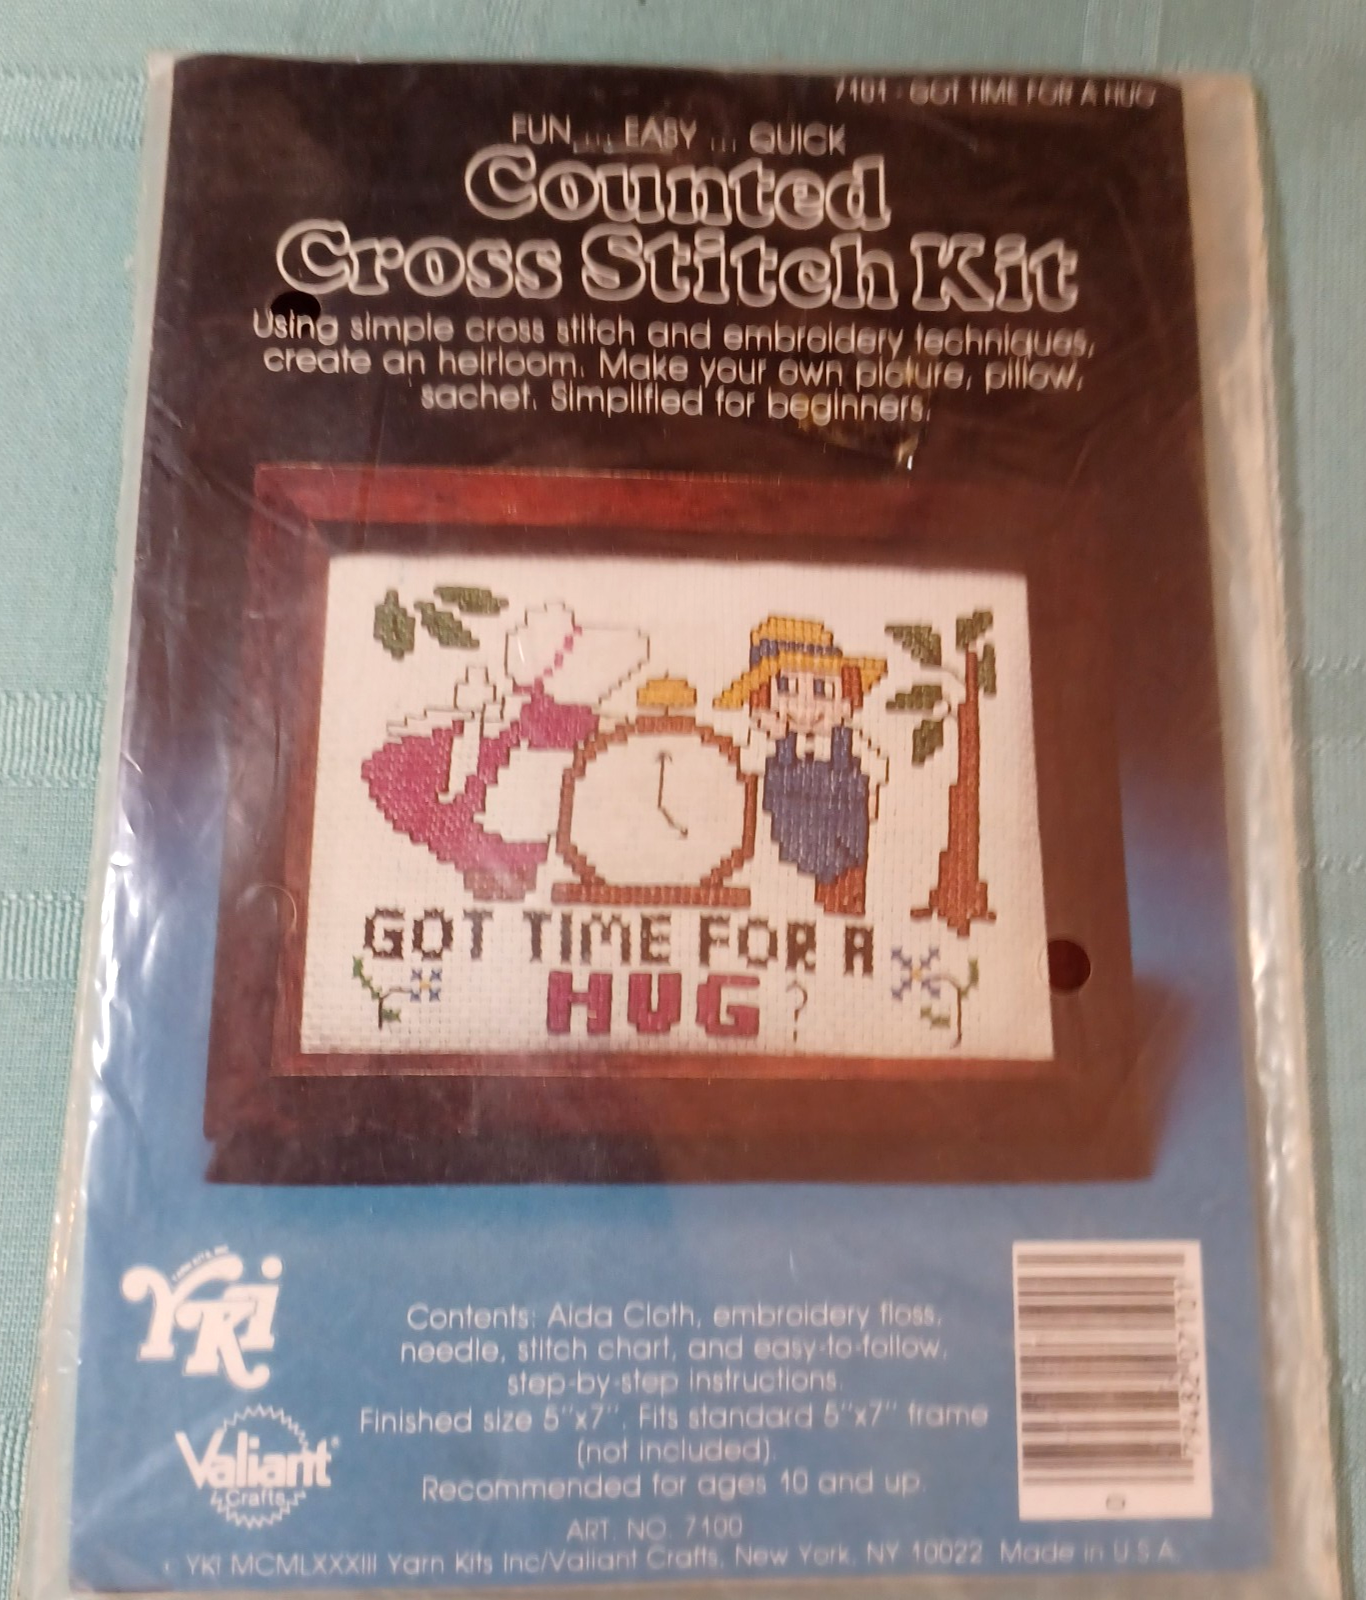 7101 - GOT TIME FOR A HUG
FUN... EASY ... QUICK
Counted
Cross Stitch Kit
Using simple cross stitch and embroidery techniques,
create an heirloom. Make your own picture, pillow,
sachet. Simplified for beginners.
GOT TIME FOR A
HUG ?
YKi
Contents: Aida Cloth, embroidery floss,
needle, stitch chart, and easy-to-follow,
step-by-step instructions.
Finished size 5"x7". Fits standard 5"x7" frame
(not included).
Recommended for ages 10 and up.
Valiant
Crafts
ART. NO. 7100
YKI MCMLXXXIII Yarn Kits Inc/Valiant Crafts, New York, NY 10022 Made in U.S.A.